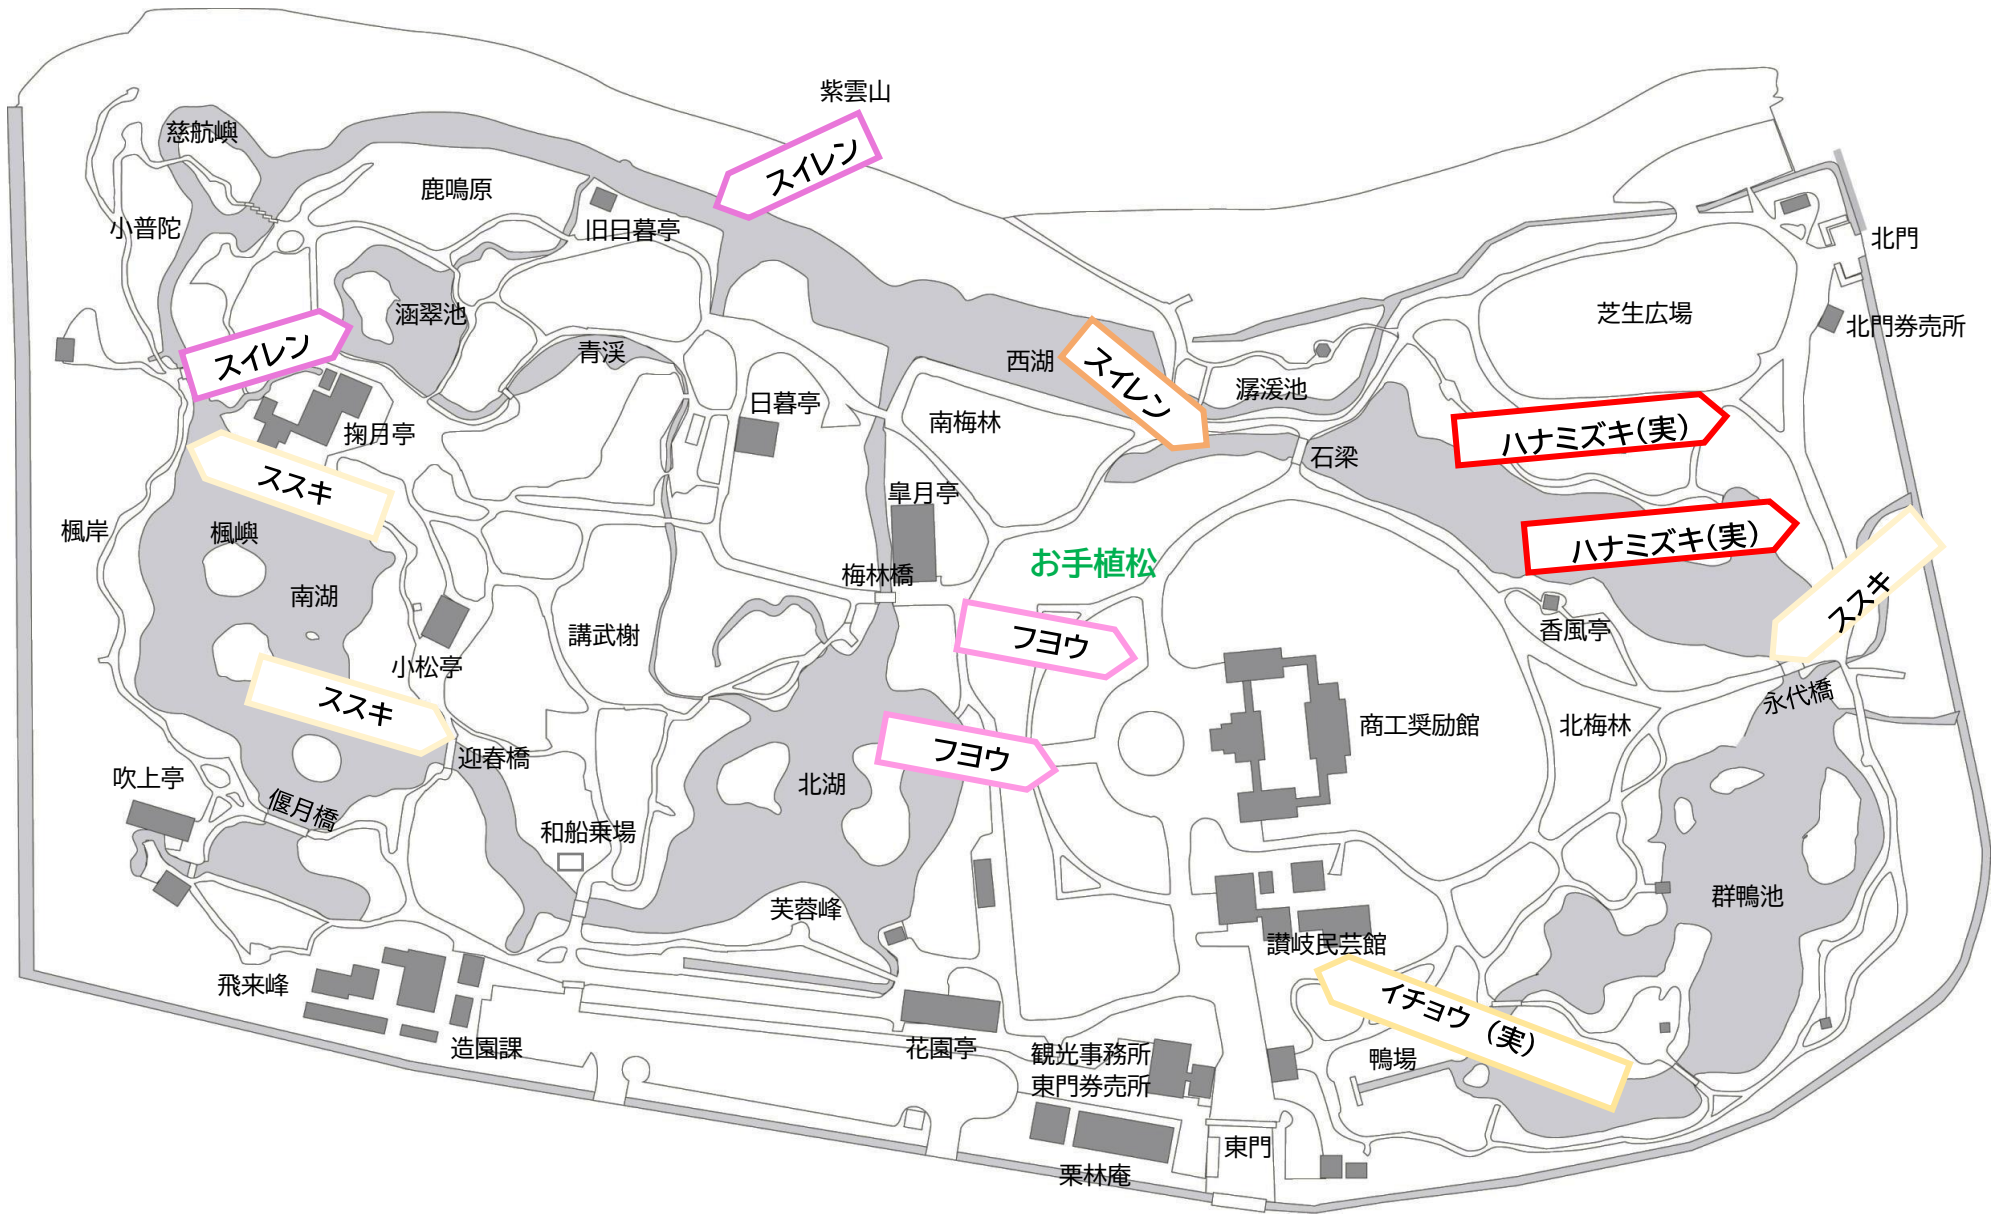 紫雲山
スイレン
慈航嶼
鹿鳴原
小普陀
旧日暮亭
北門
涵翠池
芝生広場
北門券売所
スイレン
青渓
西湖
スイレン
潺湲池
日暮亭
南梅林
掬月亭
ハナミズキ（実）
石梁
ススキ
皐月亭
楓岸
楓嶼
ハナミズキ（実）
お手植松
梅林橋
南湖
ススキ
香風亭
講武榭
フヨウ
小松亭
ススキ
永代橋
商工奨励館
北梅林
迎春橋
フヨウ
吹上亭
北湖
偃月橋
和船乗場
群鴨池
芙蓉峰
讃岐民芸館
飛来峰
イチョウ（実）
造園課
花園亭
観光事務所
東門券売所
鴨場
東門
栗林庵